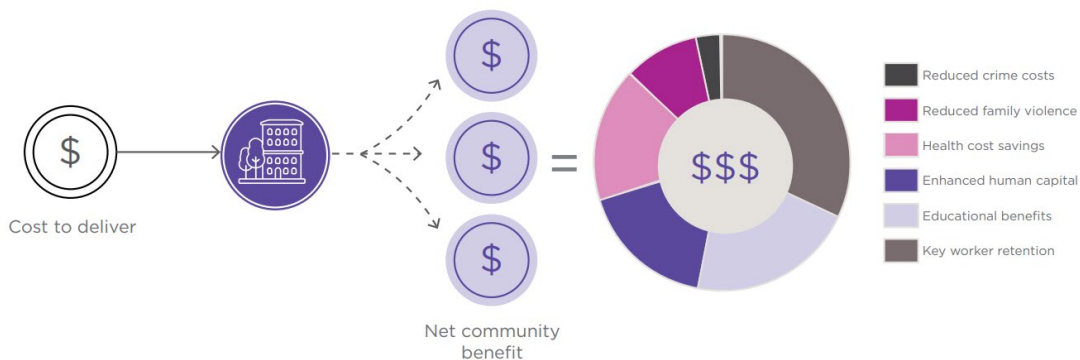 $
Cost to deliver
$
$
$
Net community
benefit
=
$$$
Reduced crime costs
Reduced family violence
Health cost savings
Enhanced human capital
Educational benefits
Key worker retention